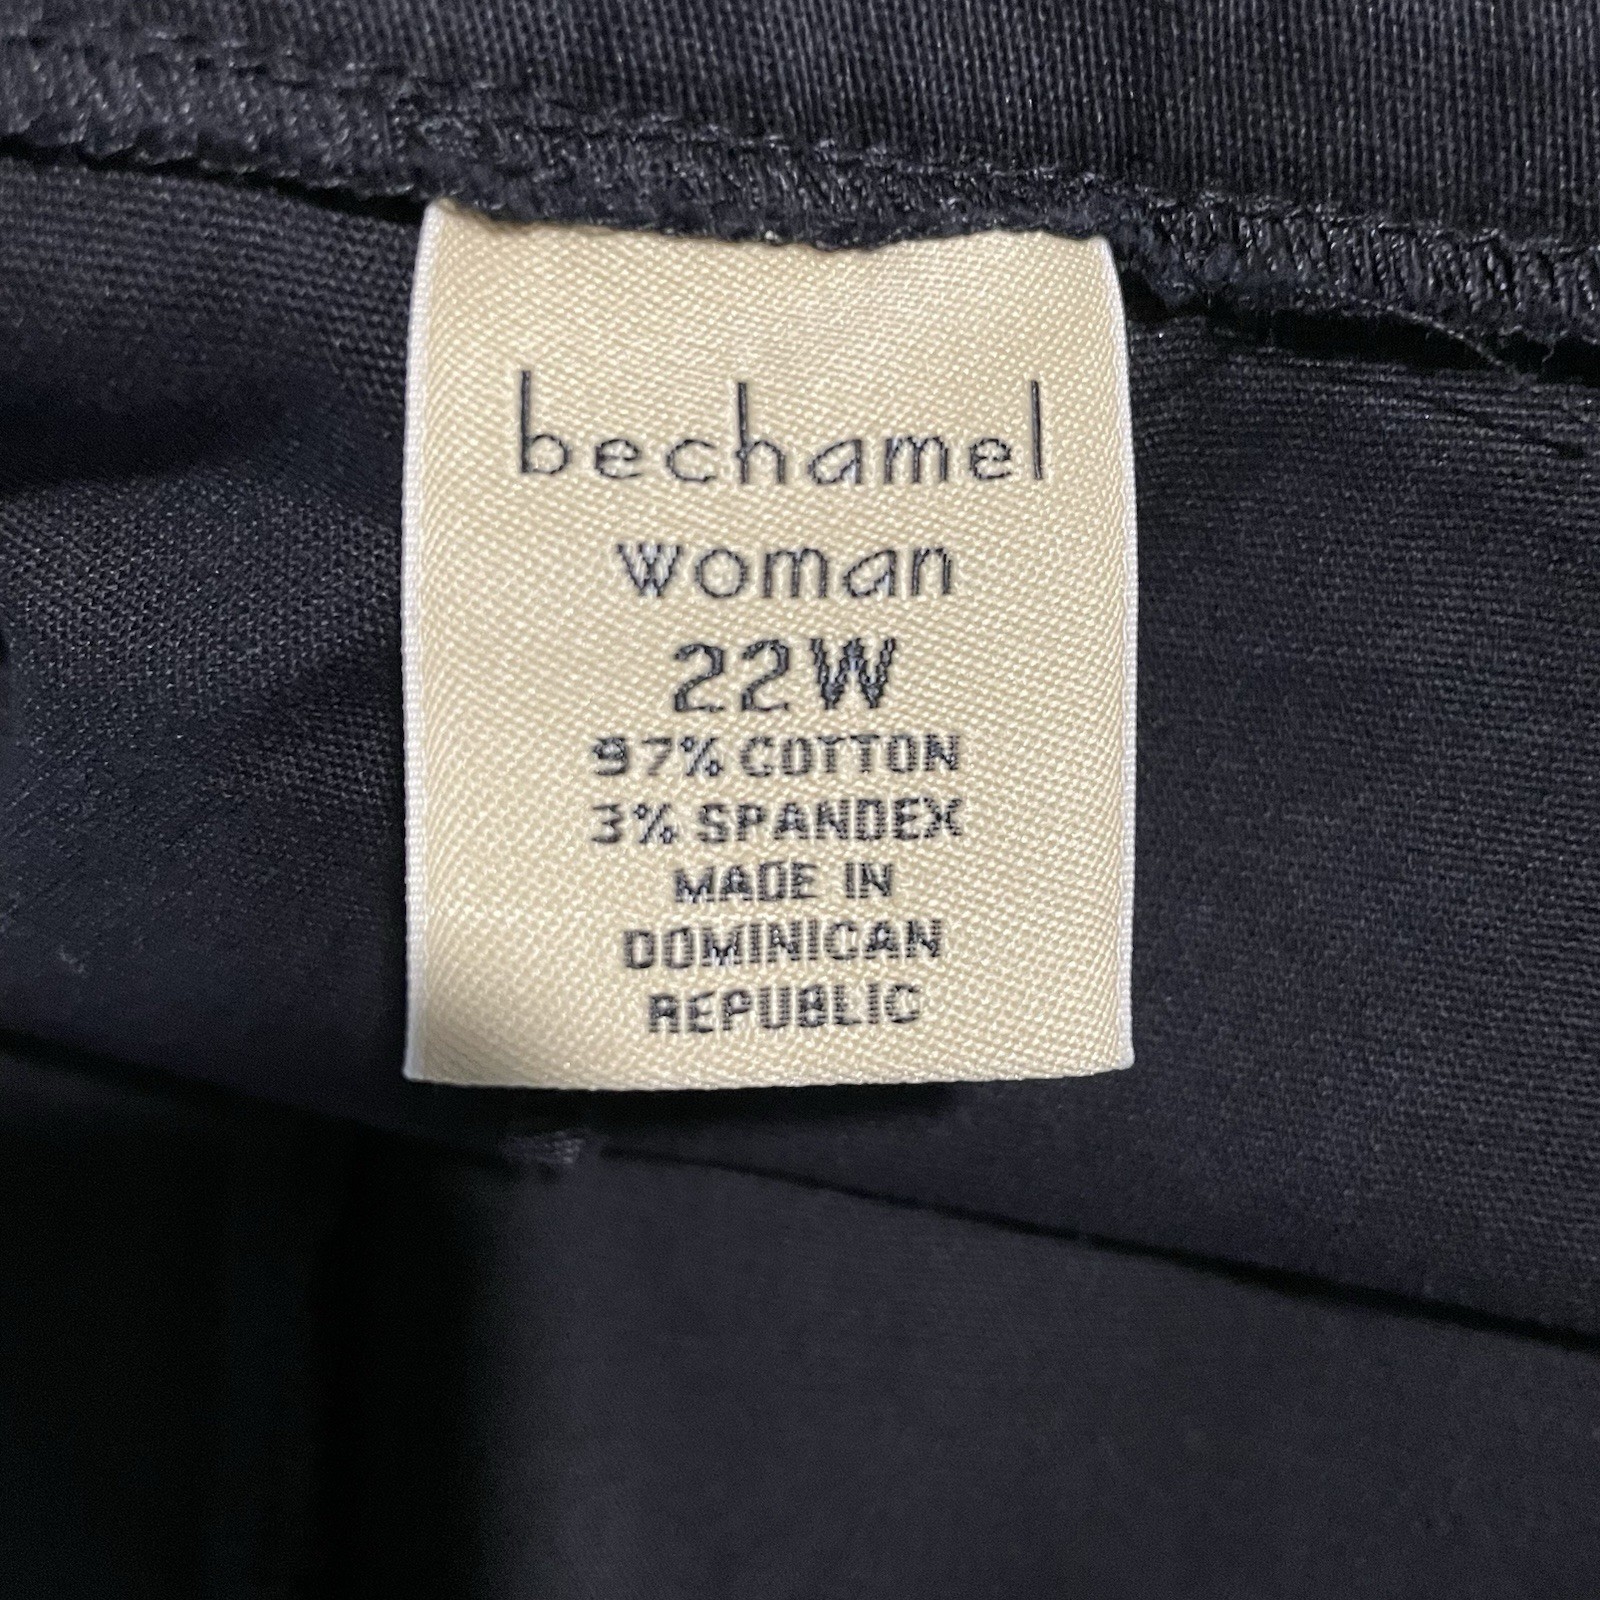 bechamel
woman
22W
97% COTTON
3% SPANDEX
MADE IN
DOMINICAN
REPUBLIC